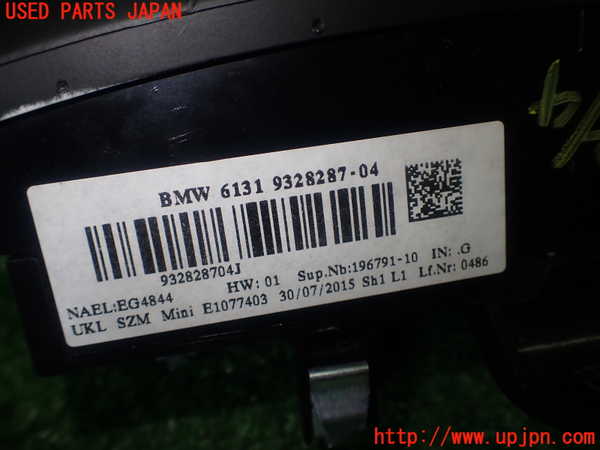 USED PARTS JAPAN
BMW 6131 9328287-04
932828704J
HW: 01 Sup.Nb:196791-10 IN: .G
NAEL:EG4844
UKL SZM Mini E1077403 30/07/2015 Sh1 L1 Lf.Nr: 0486
http://www.upjpn.com/